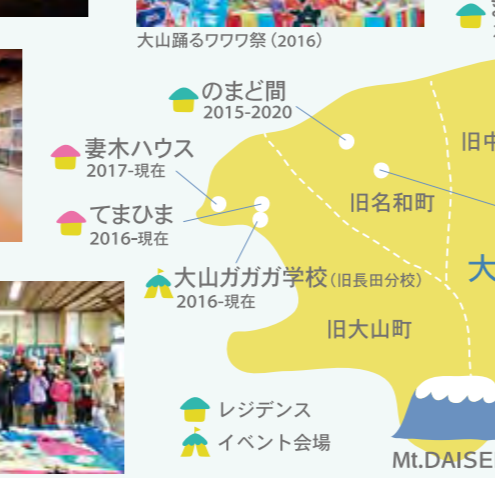 大山踊るワワワ祭（2016）
のまど間
2015-2020
旧中
妻木ハウス
2017-現在
旧名和町
てまひま
2016-現在
大
大山ガガガ学校（旧長田分校）
2016-現在
旧大山町
レジデンス
イベント会場
Mt.DAISE